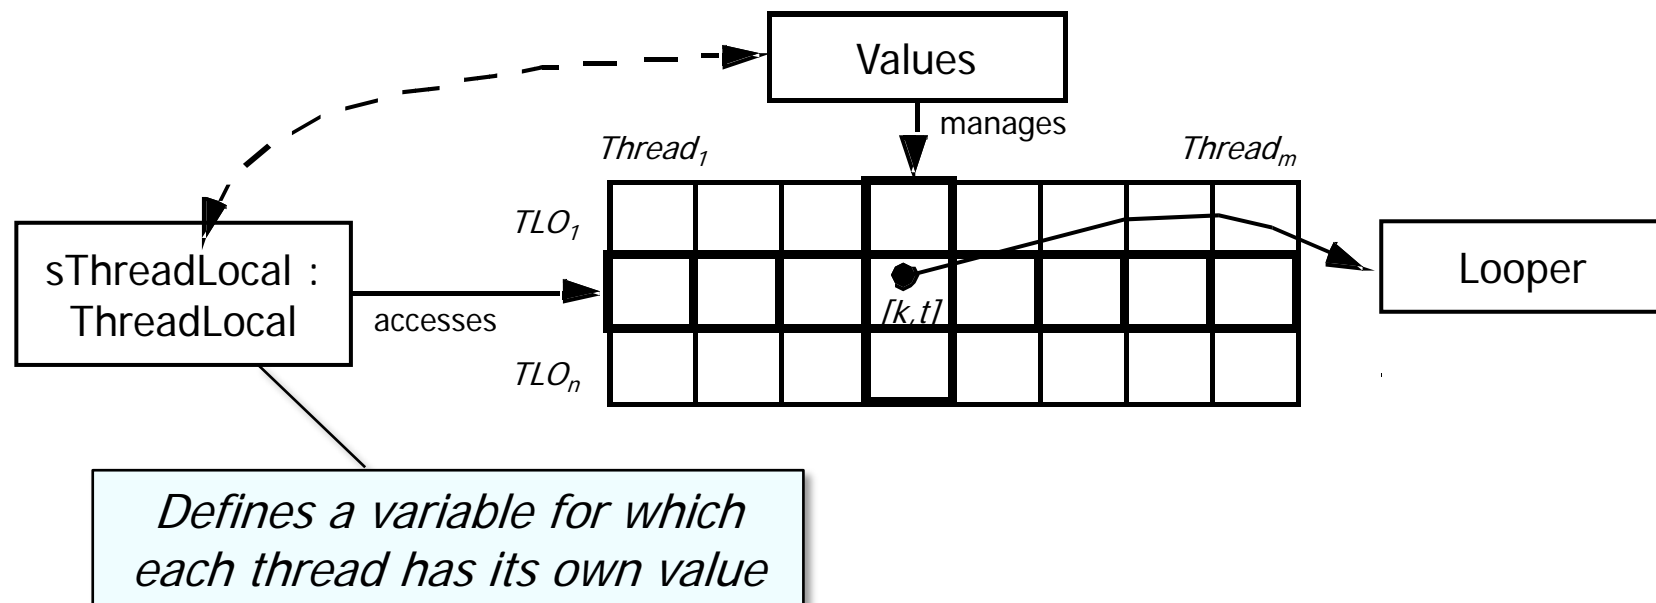 Values
manages
Thread1
Threadm
TLO1
sThreadLocal :
ThreadLocal
accesses
[k,t]
Looper
TLOn
Defines a variable for which
each thread has its own value